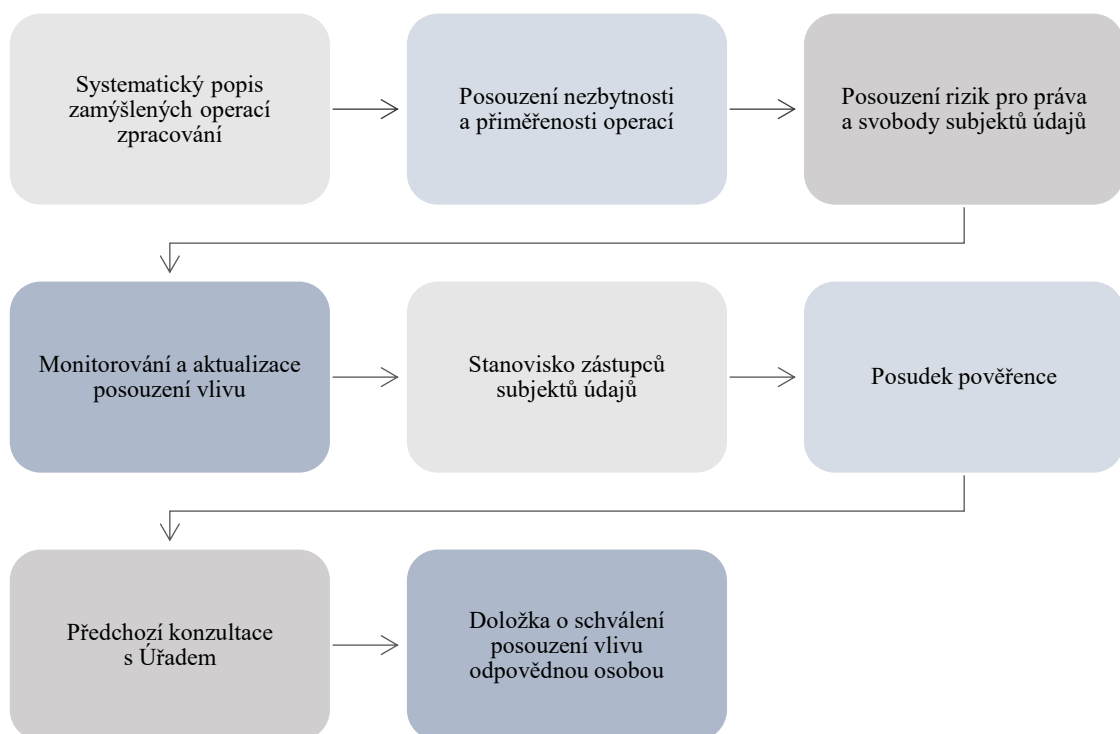 Systematický popis
zamýšlených operací
zpracování
Posouzení nezbytnosti
a přiměřenosti operací
Posouzení rizik pro práva
a svobody subjektů údajů
Monitorování a aktualizace
posouzení vlivu
Stanovisko zástupců
subjektů údajů
Posudek pověřence
Předchozí konzultace
s Úřadem
Doložka o schválení
posouzení vlivu
odpovědnou osobou